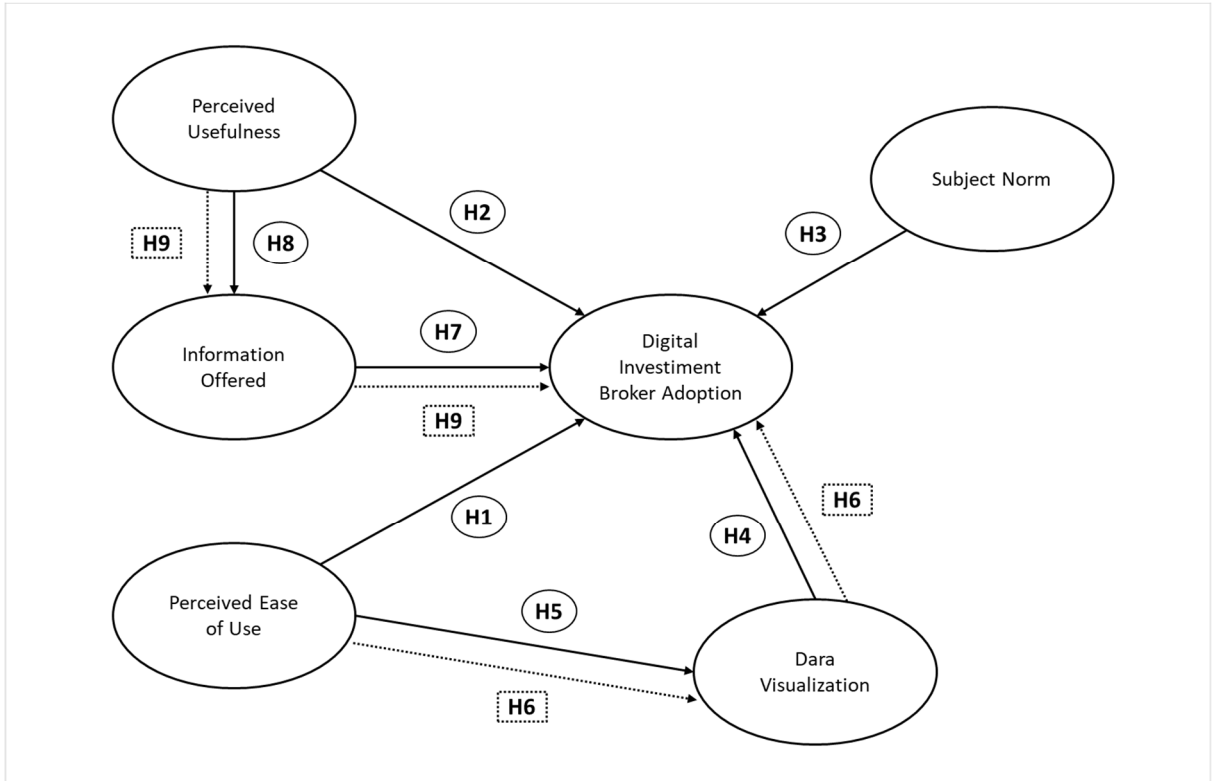 Perceived
Usefulness
Subject Norm
H2
H3
H9
H8
Information
Offered
H7
H9
Digital
Investiment
Broker Adoption
H1
H4
H6
Perceived Ease
of Use
H5
H6
Dara
Visualization